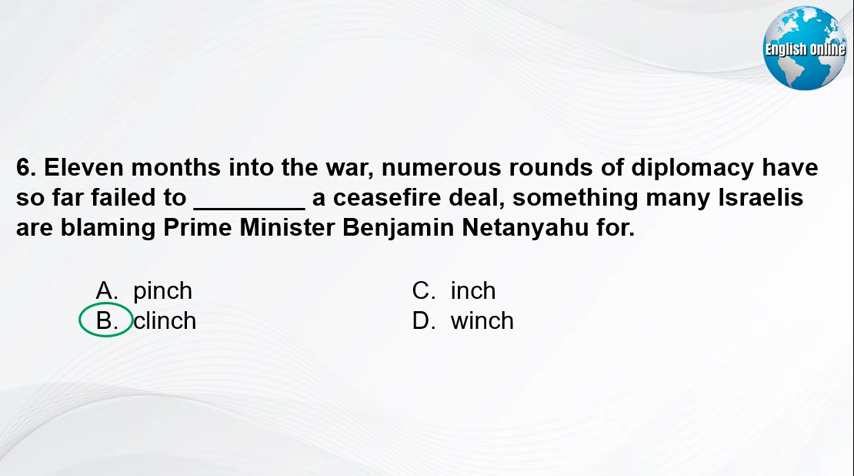 English Online
6. Eleven months into the war, numerous rounds of diplomacy have
so far failed to ________ a ceasefire deal, something many Israelis
are blaming Prime Minister Benjamin Netanyahu for.
A. pinch
C. inch
B. clinch
D. winch